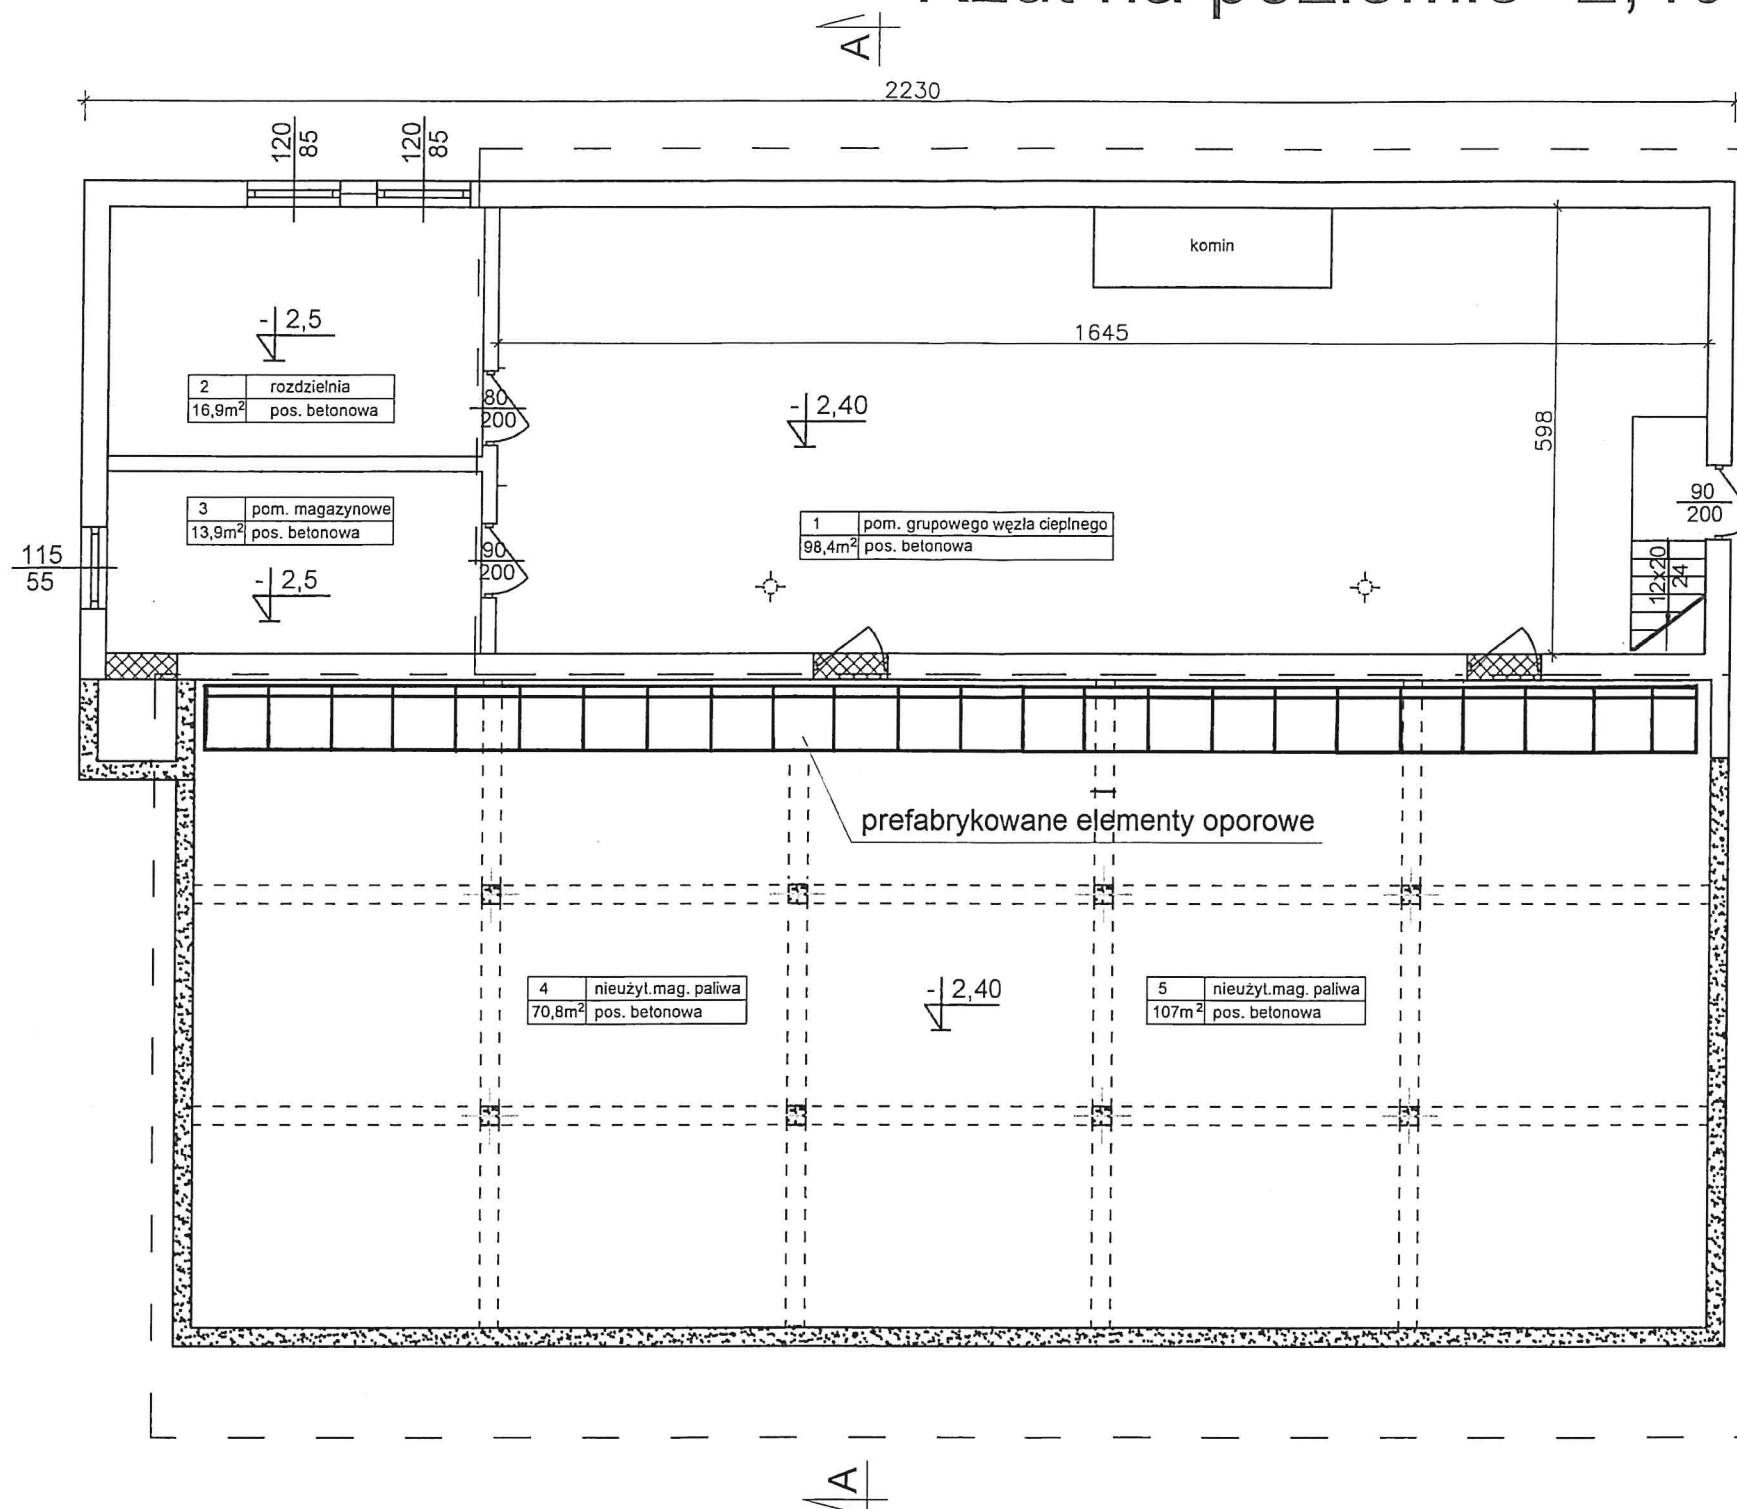 A
2230
120
85
120
85
komin
- 2,5
1645
2 rozdzielnia
16,9m² pos. betonowa
80
200
- 2,40
598
3 pom. magazynowe
13,9m² pos. betonowa
90
200
1 pom. grupowego węzła cieplnego
98,4m² pos. betonowa
90
200
115
55
- 2,5
12x20
24
prefabrykowane elementy oporowe
4 nieużyt.mag. paliwa
70,8m² pos. betonowa
- 2,40
5 nieużyt.mag. paliwa
107m² pos. betonowa
A